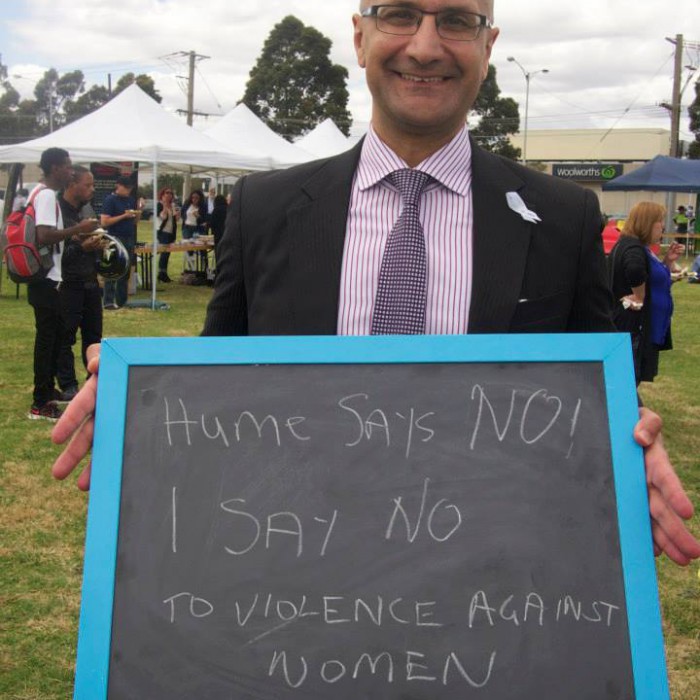 woolworths
Hume Says NO!
I SAY NO
TO VIOLENCE AGAINST
WOMEN